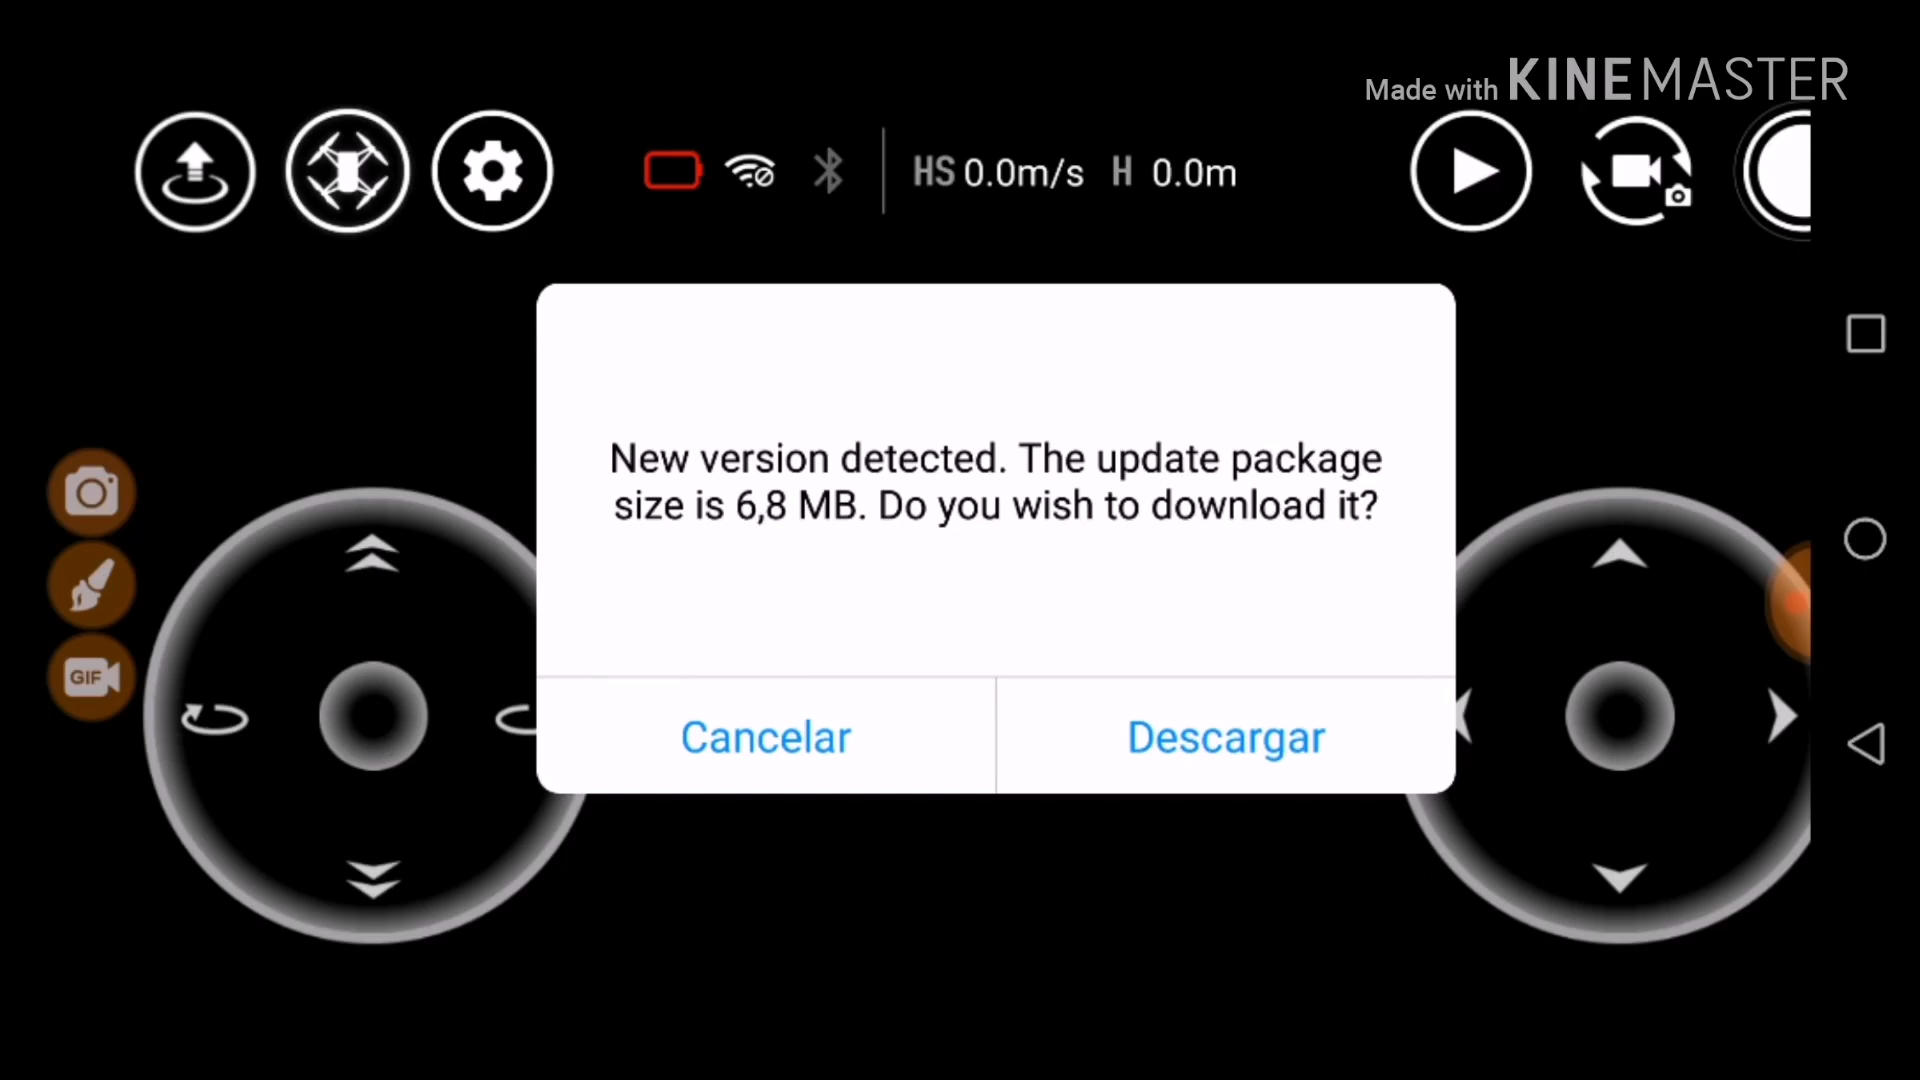 Made with KINEMASTER
HS 0.0m/s H 0.0m
New version detected. The update package
size is 6,8 MB. Do you wish to download it?
GIF
Cancelar Descargar